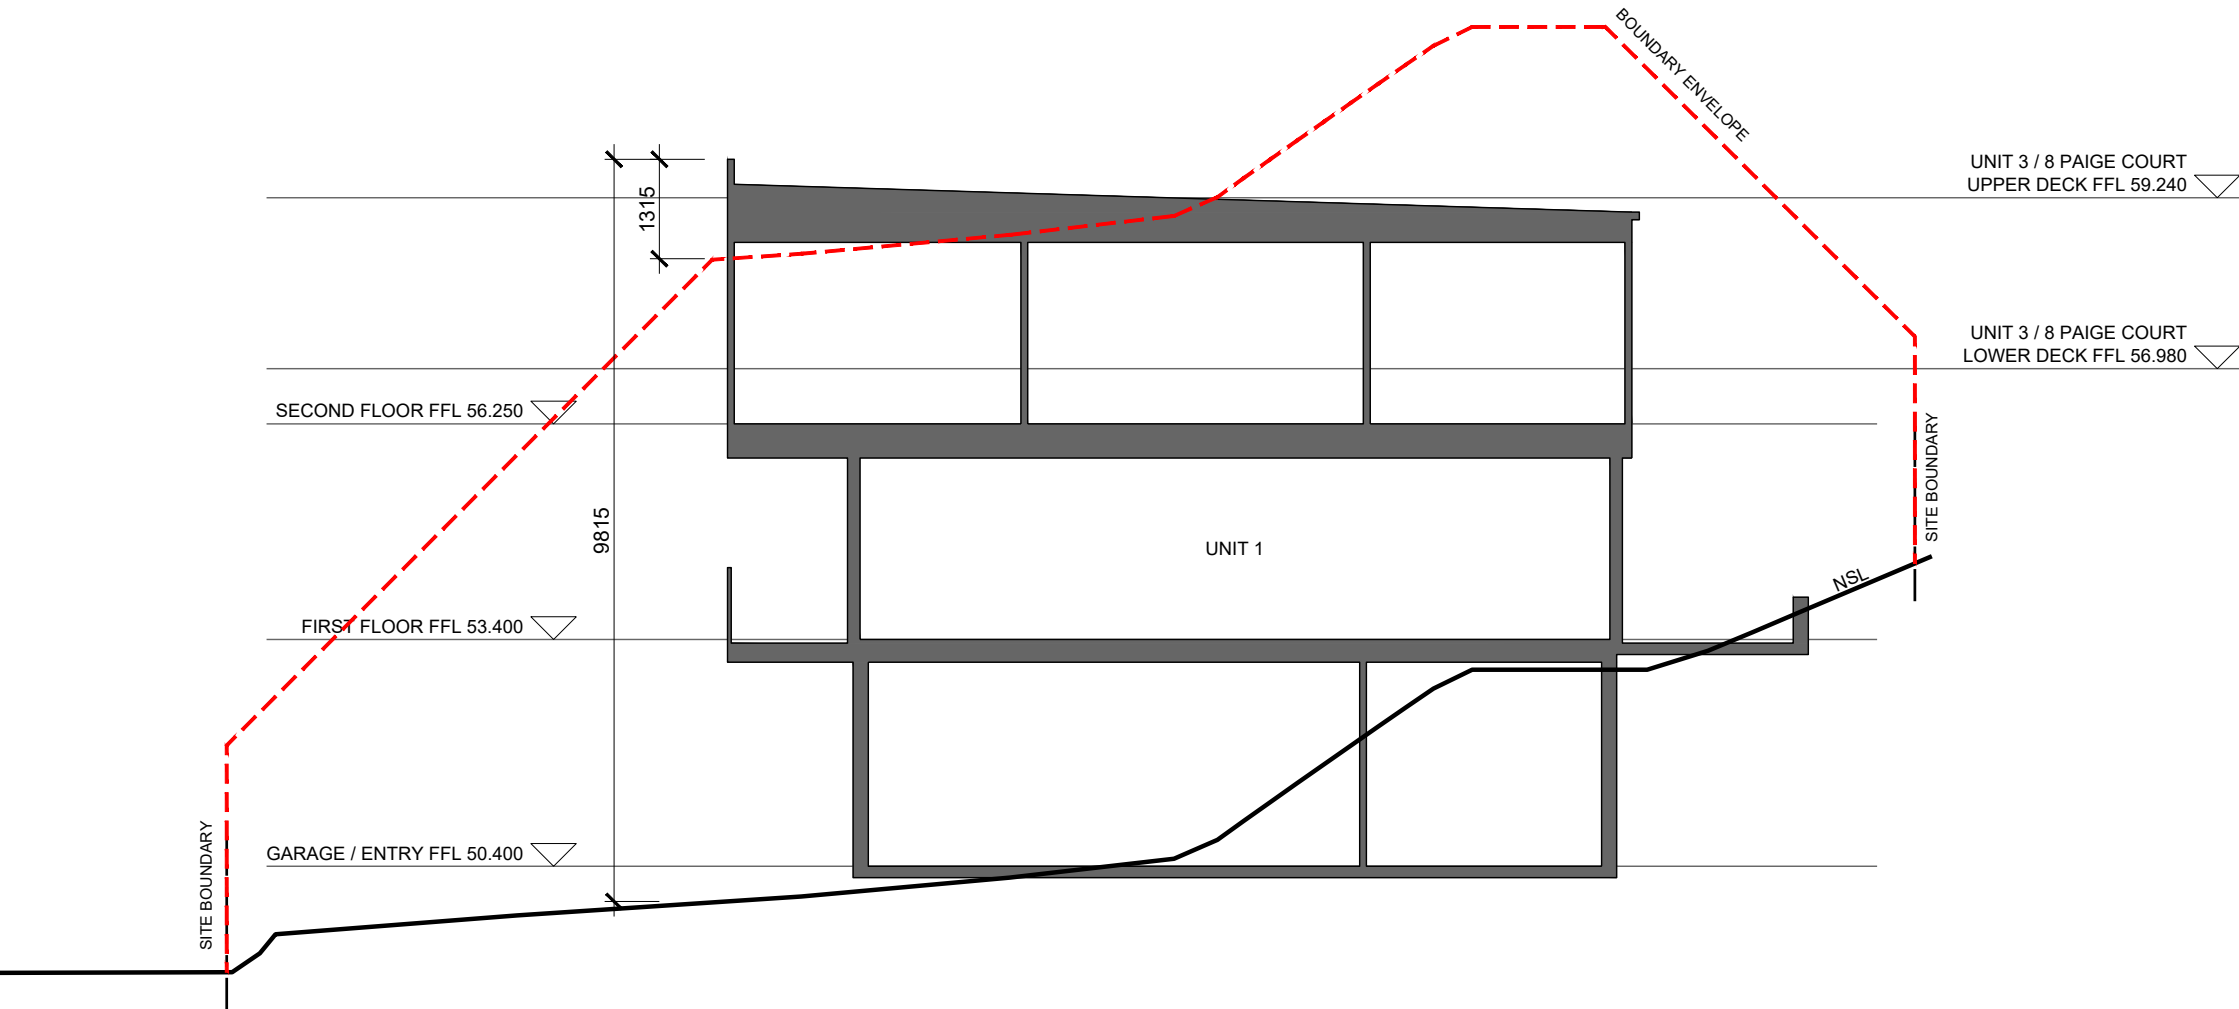 BOUNDARY ENVELOPE
UNIT 3 / 8 PAIGE COURT
UPPER DECK FFL 59.240
1315
UNIT 3 / 8 PAIGE COURT
LOWER DECK FFL 56.980
SECOND FLOOR FFL 56.250
SITE BOUNDARY
9815
UNIT 1
NSL
FIRST FLOOR FFL 53.400
GARAGE / ENTRY FFL 50.400
SITE BOUNDARY